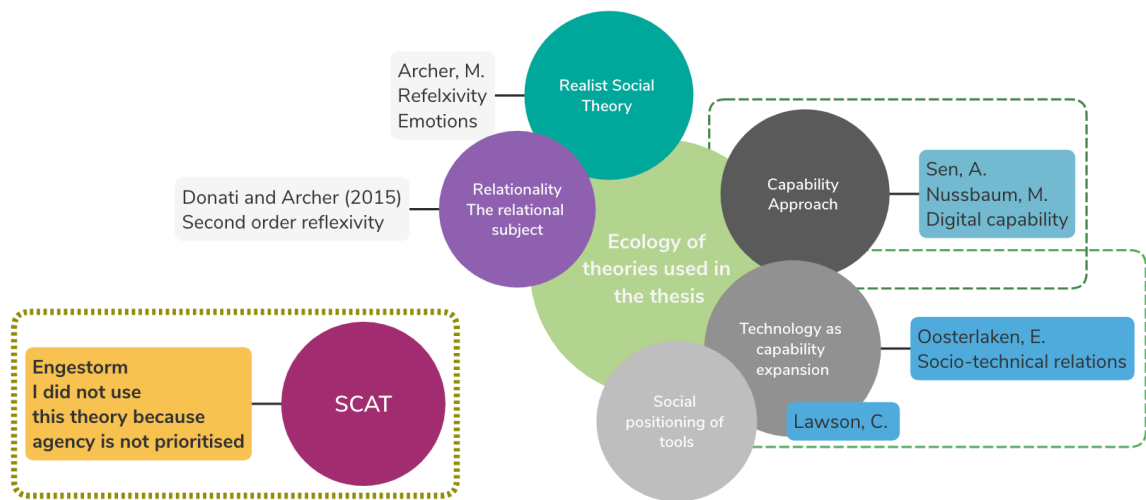 Archer, M.
Refelxivity
Emotions
Realist Social
Theory
Donati and Archer (2015)
Second order reflexivity
Relationality
The relational
subject
Capability
Approach
Sen, A.
Nussbaum, M.
Digital capability
Ecology of
theories used in
the thesis
Technology as
capability
expansion
Oosterlaken, E.
Socio-technical relations
Social
positioning of
tools
Lawson, C.
Engestorm
I did not use
this theory because
agency is not prioritised
SCAT